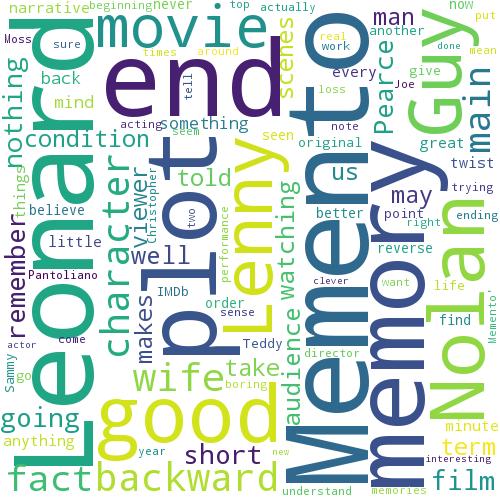 narrative
beginning
never
top
actually
now
put
movie
scenes
man
Moss
sure
real
another
around
times
work
done
mean
back
tell
every
Joe
Guy
main
end
Pearce
give
loss
nothing
mind
acting
something
note
condition
seem
seen
original
great
Leonard
character
viewer
Christopher
plot
told
Lenny
us
twist
things
watching
may
trying
believe
two
better
point
ending
remember
little
well
performance
right
reverse
Memento
memory
Nolan
Pantoliano
IMDb
order
clever
want
life
makes
sense
audience
come
Teddy
director
find
Memento'
actor
Sammy
go
wife
take
boring
good
going
minute
anything
year
short
new
term
interesting
fact
backward
understand
memories
film